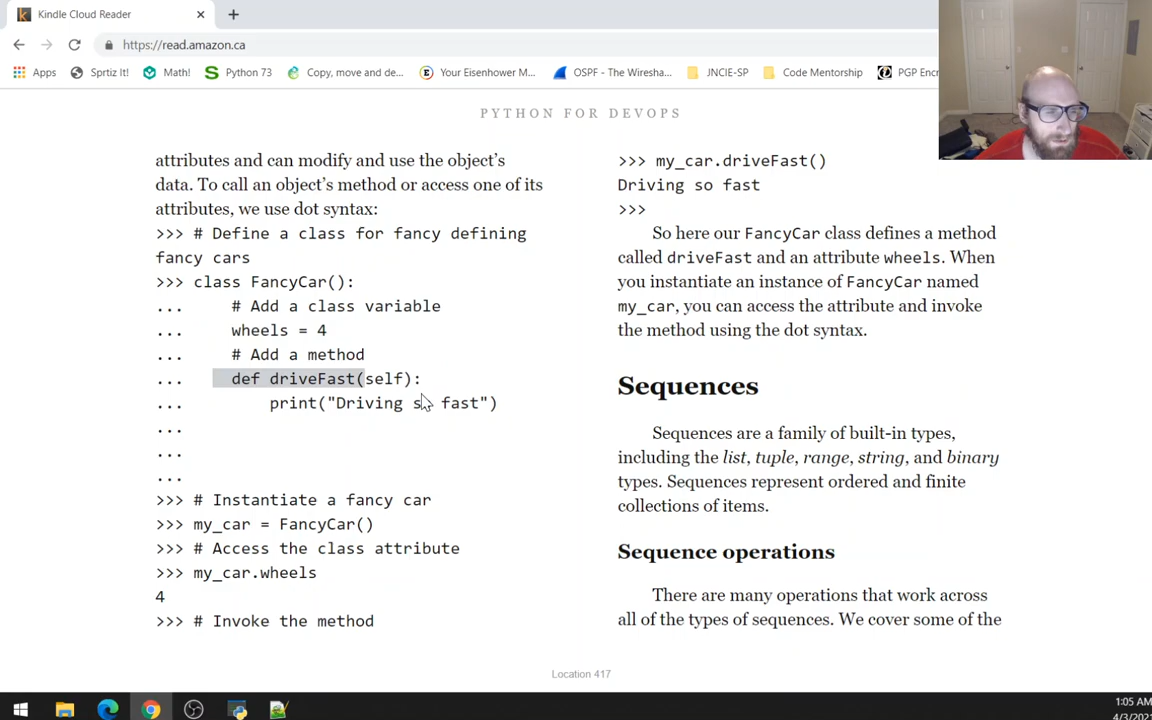 Kindle Cloud Reader
https://read.amazon.ca
Apps
Sprtiz It!
Math!
Python 73
Copy, move and de...
Your Eisenhower M...
OSPF - The Wiresha...
JNCIE-SP
Code Mentorship
PGP Encr
PYTHON FOR DEVOPS
attributes and can modify and use the object's
data. To call an object's method or access one of its
attributes, we use dot syntax:
>>> # Define a class for fancy defining
fancy cars
>>> class FancyCar():
...     # Add a class variable
...     wheels = 4
...     # Add a method
...     def driveFast(self):
...         print("Driving so fast")
...
...
...
>>> # Instantiate a fancy car
>>> my_car = FancyCar()
>>> # Access the class attribute
>>> my_car.wheels
4
>>> # Invoke the method
>>> my_car.driveFast()
Driving so fast
>>>
So here our FancyCar class defines a method
called driveFast and an attribute wheels. When
you instantiate an instance of FancyCar named
my_car, you can access the attribute and invoke
the method using the dot syntax.
Sequences
Sequences are a family of built-in types,
including the list, tuple, range, string, and binary
types. Sequences represent ordered and finite
collections of items.
Sequence operations
There are many operations that work across
all of the types of sequences. We cover some of the
Location 417
1:05 AM